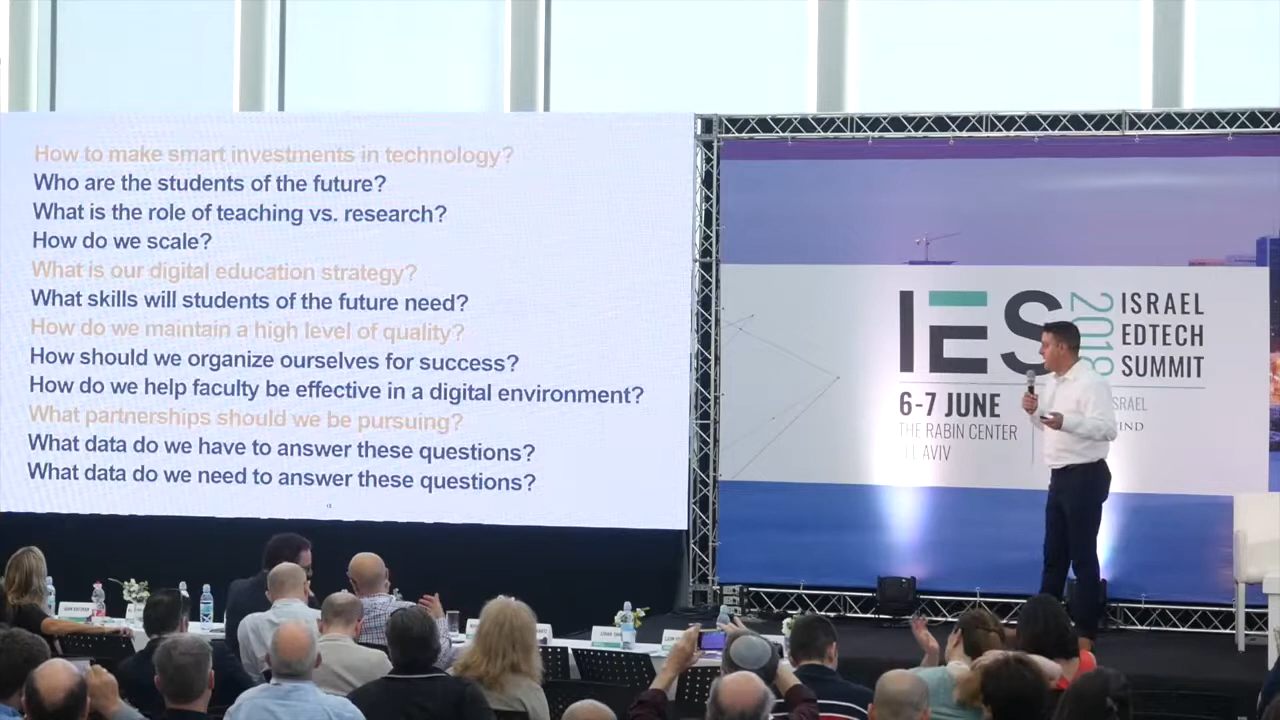 How to make smart investments in technology?
Who are the students of the future?
What is the role of teaching vs. research?
How do we scale?
What is our digital education strategy?
What skills will students of the future need?
How do we maintain a high level of quality?
How should we organize ourselves for success?
How do we help faculty be effective in a digital environment?
What partnerships should we be pursuing?
What data do we have to answer these questions?
What data do we need to answer these questions?
IES
2018
ISRAEL
EDTECH
SUMMIT
6-7 JUNE
THE RABIN CENTER
AVIV